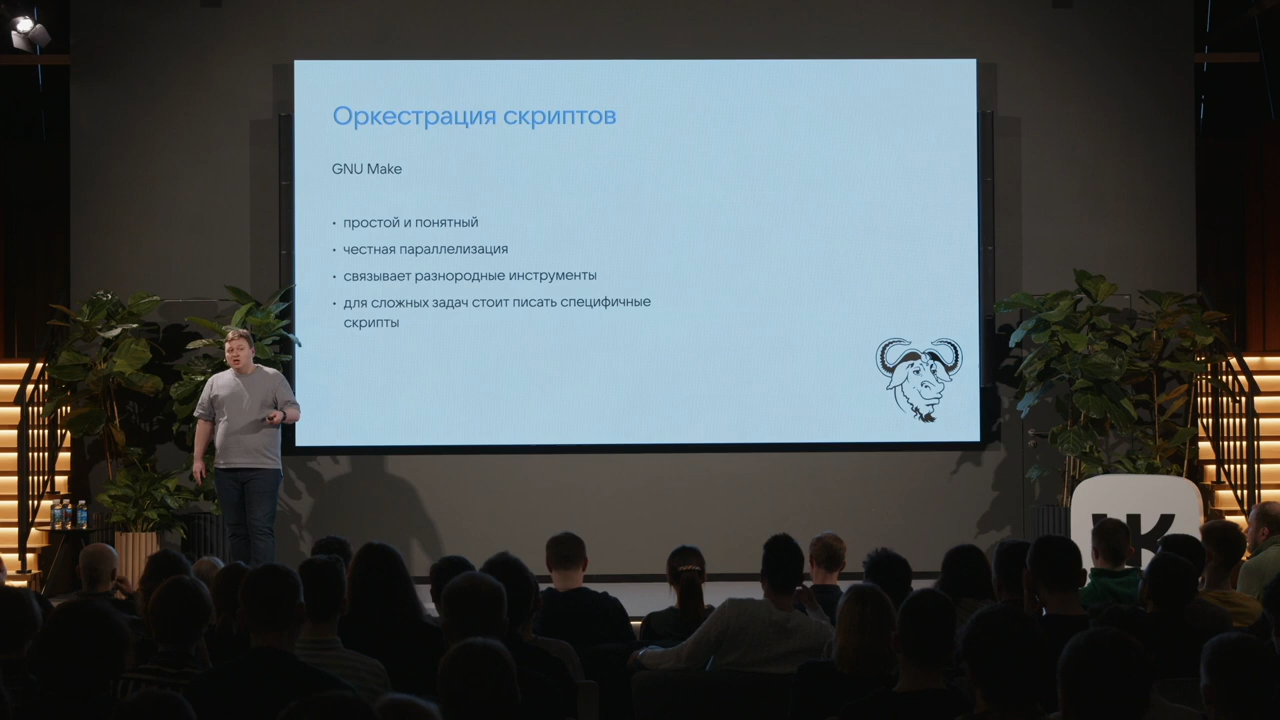 Оркестрация скриптов
GNU Make
• простой и понятный
• честная параллелизация
• связывает разнородные инструменты
• для сложных задач стоит писать специфичные
скрипты